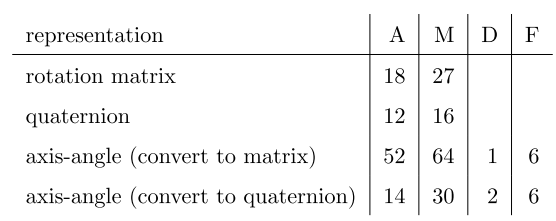 representation A M D F
rotation matrix 18 27
quaternion 12 16
axis-angle (convert to matrix) 52 64 1 6
axis-angle (convert to quaternion) 14 30 2 6